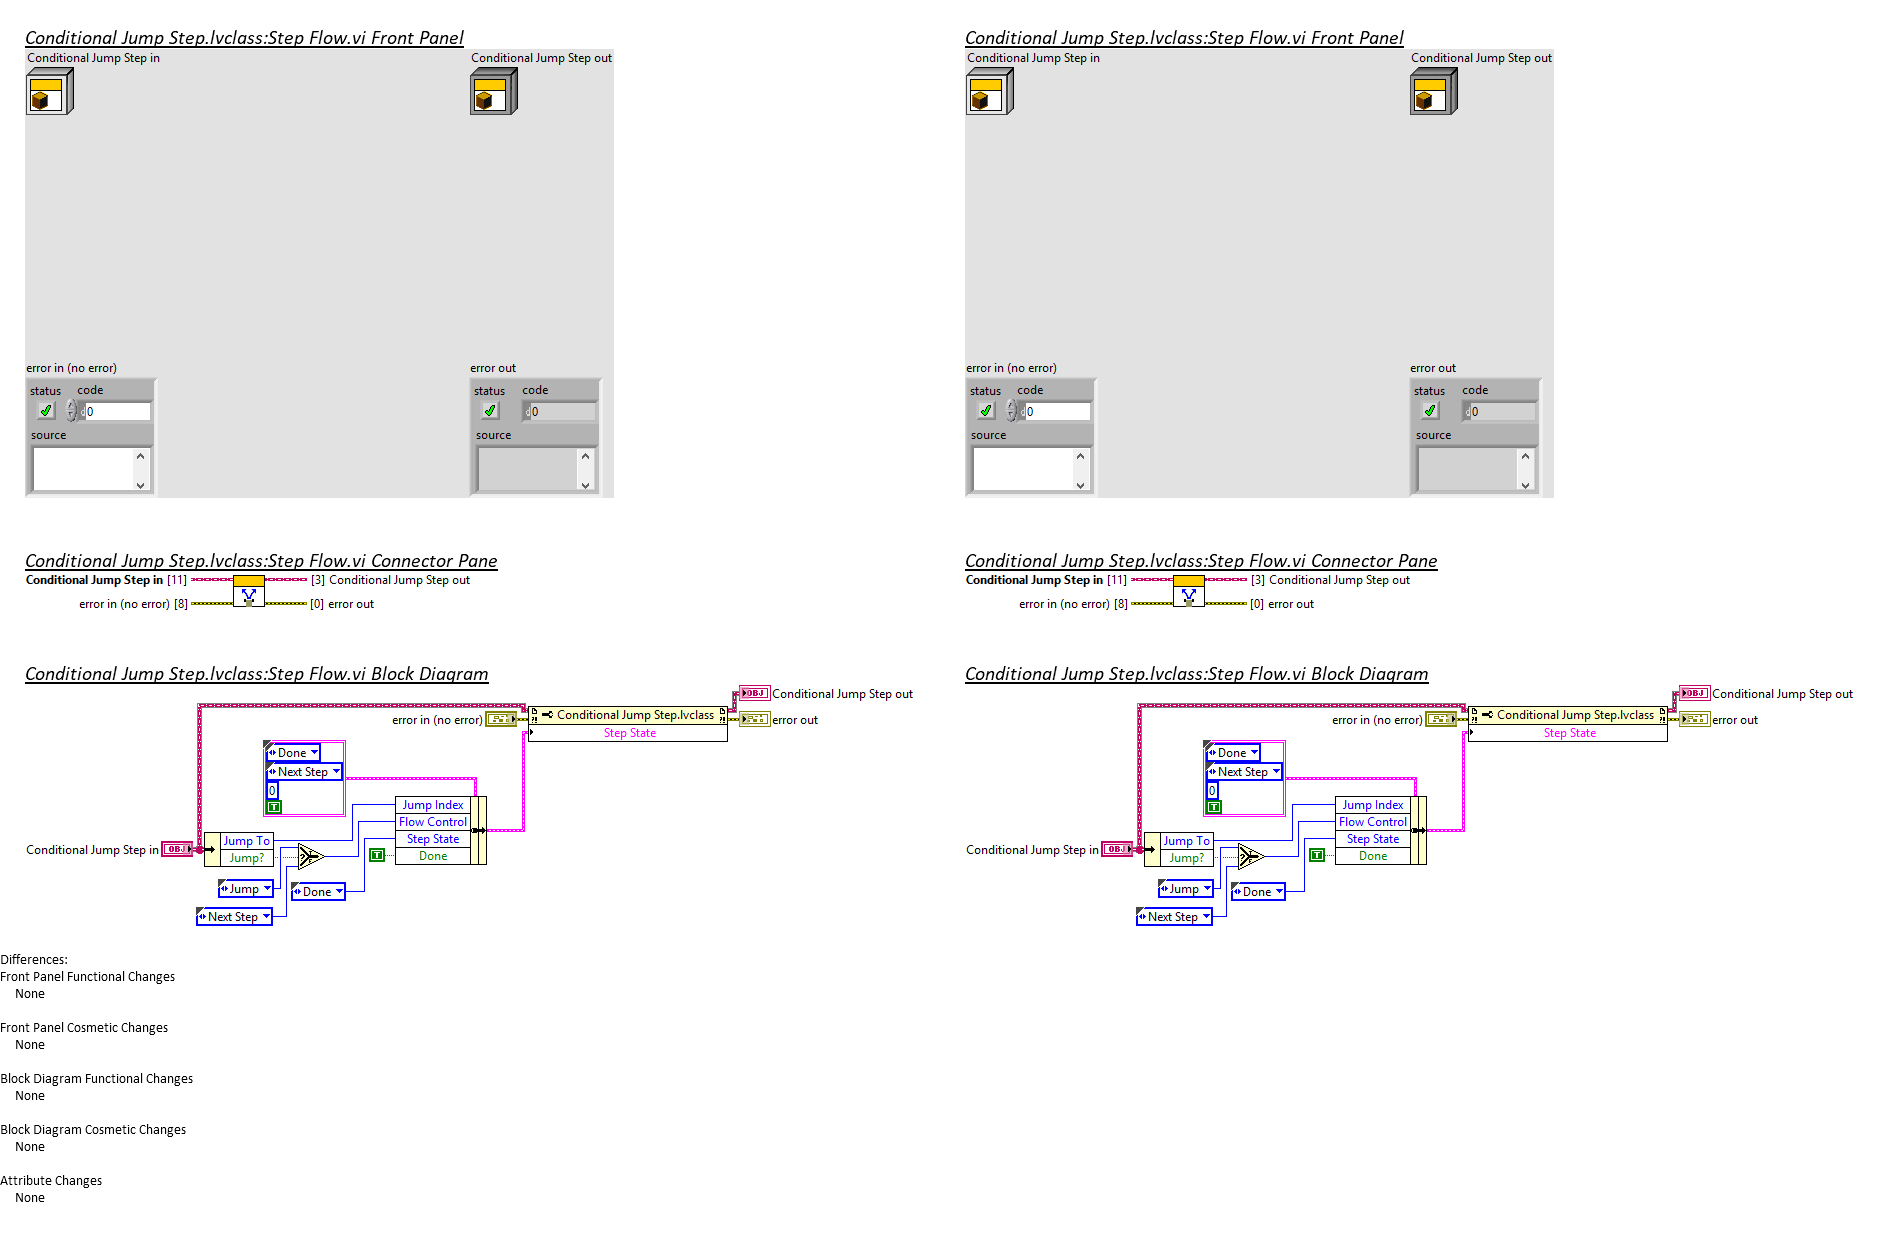 Conditional Jump Step.lvclass:Step Flow.vi Front Panel
Conditional Jump Step in
Conditional Jump Step out
error in (no error)
status
code
d
0
source
error out
status
code
d
0
source
Conditional Jump Step.lvclass:Step Flow.vi Connector Pane
Conditional Jump Step in [11]
[3] Conditional Jump Step out
error in (no error) [8]
[0] error out
Conditional Jump Step.lvclass:Step Flow.vi Block Diagram
OBJ
Conditional Jump Step out
error in (no error)
?!
Conditional Jump Step.lvclass
?!
error out
Step State
Done
Next Step
0
T
Jump Index
Flow Control
Step State
Done
T
Conditional Jump Step in
OBJ
Jump To
Jump?
?
T
F
Jump
Done
Next Step
Conditional Jump Step.lvclass:Step Flow.vi Front Panel
Conditional Jump Step in
Conditional Jump Step out
error in (no error)
status
code
d
0
source
error out
status
code
d
0
source
Conditional Jump Step.lvclass:Step Flow.vi Connector Pane
Conditional Jump Step in [11]
[3] Conditional Jump Step out
error in (no error) [8]
[0] error out
Conditional Jump Step.lvclass:Step Flow.vi Block Diagram
OBJ
Conditional Jump Step out
error in (no error)
?!
Conditional Jump Step.lvclass
?!
error out
Step State
Done
Next Step
0
T
Jump Index
Flow Control
Step State
Done
T
Conditional Jump Step in
OBJ
Jump To
Jump?
?
T
F
Jump
Done
Next Step
Differences:
Front Panel Functional Changes
None
Front Panel Cosmetic Changes
None
Block Diagram Functional Changes
None
Block Diagram Cosmetic Changes
None
Attribute Changes
None